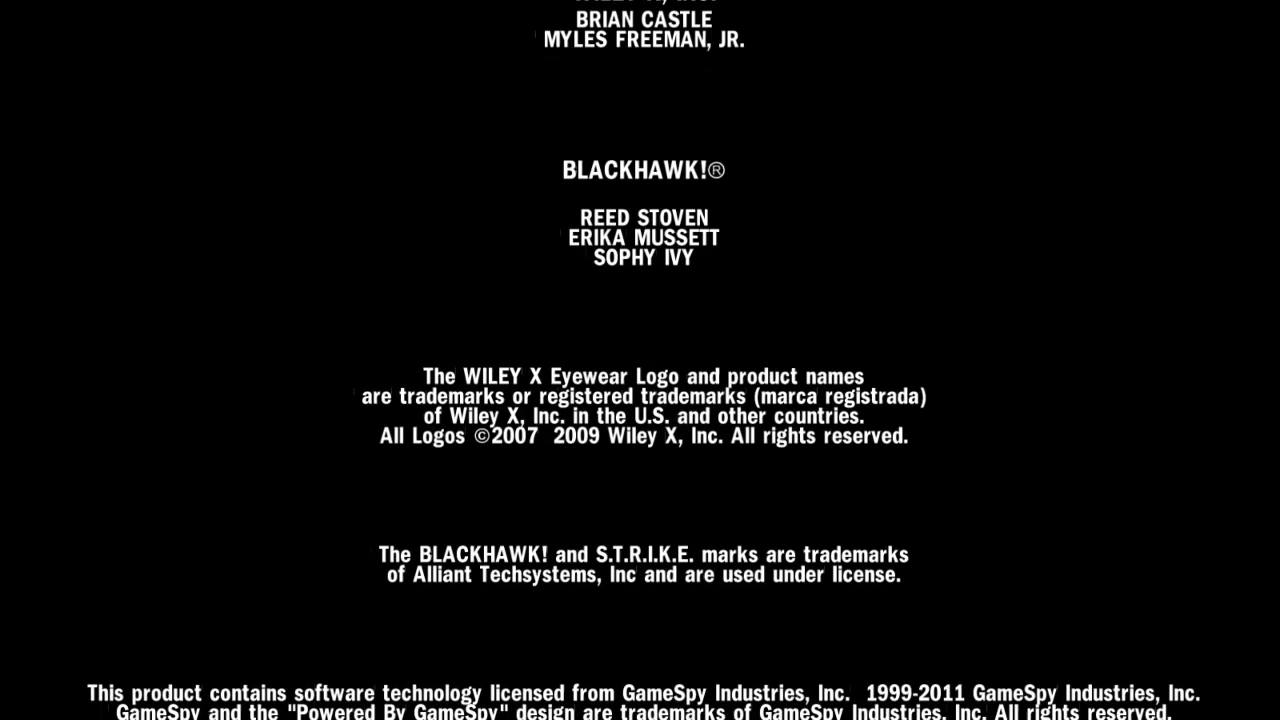 WILEY X, INC.
BRIAN CASTLE
MYLES FREEMAN, JR.
BLACKHAWK!®
REED STOVEN
ERIKA MUSSETT
SOPHY IVY
The WILEY X Eyewear Logo and product names
are trademarks or registered trademarks (marca registrada)
of Wiley X, Inc. in the U.S. and other countries.
All Logos ©2007 2009 Wiley X, Inc. All rights reserved.
The BLACKHAWK! and S.T.R.I.K.E. marks are trademarks
of Alliant Techsystems, Inc and are used under license.
This product contains software technology licensed from GameSpy Industries, Inc. 1999-2011 GameSpy Industries, Inc.
GameSpy and the "Powered By GameSpy" design are trademarks of GameSpy Industries, Inc. All rights reserved.